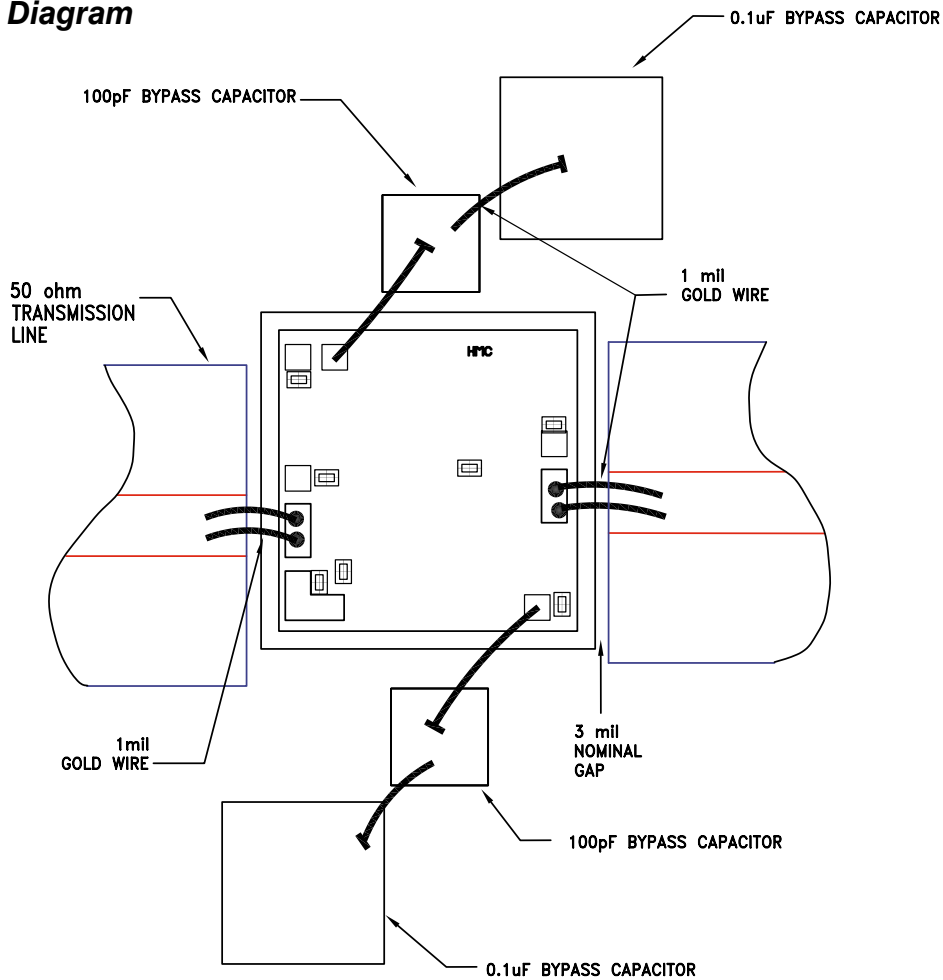 Diagram
0.1uF BYPASS CAPACITOR
100pF BYPASS CAPACITOR
1 mil
GOLD WIRE
50 ohm
TRANSMISSION
LINE
HMC
1mil
GOLD WIRE
3 mil
NOMINAL
GAP
100pF BYPASS CAPACITOR
0.1uF BYPASS CAPACITOR